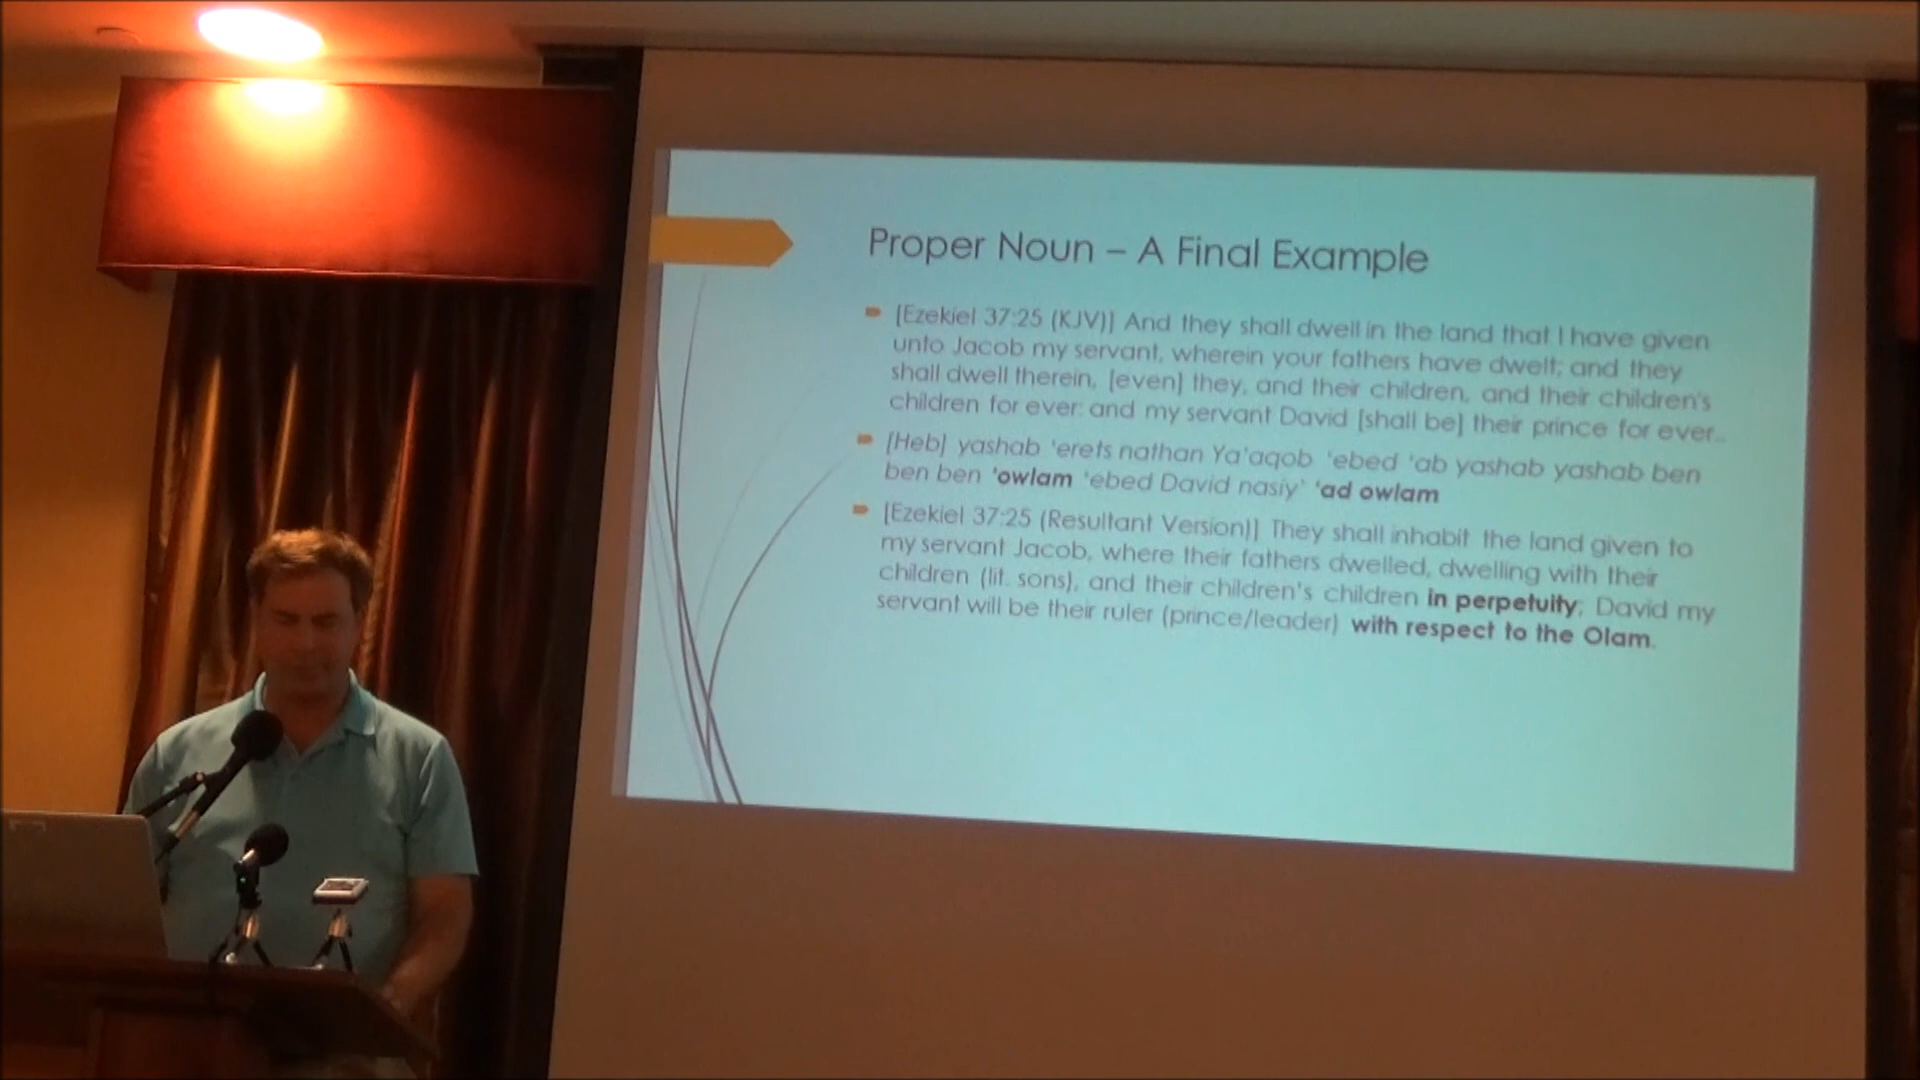 Proper Noun – A Final Example
[Ezekiel 37:25 (KJV)] And they shall dwell in the land that I have given
unto Jacob my servant, wherein your fathers have dwelt; and they
shall dwell therein, [even] they, and their children, and their children's
children for ever: and my servant David [shall be] their prince for ever..
[Heb] yashab 'erets nathan Ya'aqob 'ebed 'ab yashab yashab ben
ben ben 'owlam 'ebed David nasiy' 'ad owlam
[Ezekiel 37:25 (Resultant Version)] They shall inhabit the land given to
my servant Jacob, where their fathers dwelled, dwelling with their
children (lit. sons), and their children's children in perpetuity; David my
servant will be their ruler (prince/leader) with respect to the Olam.